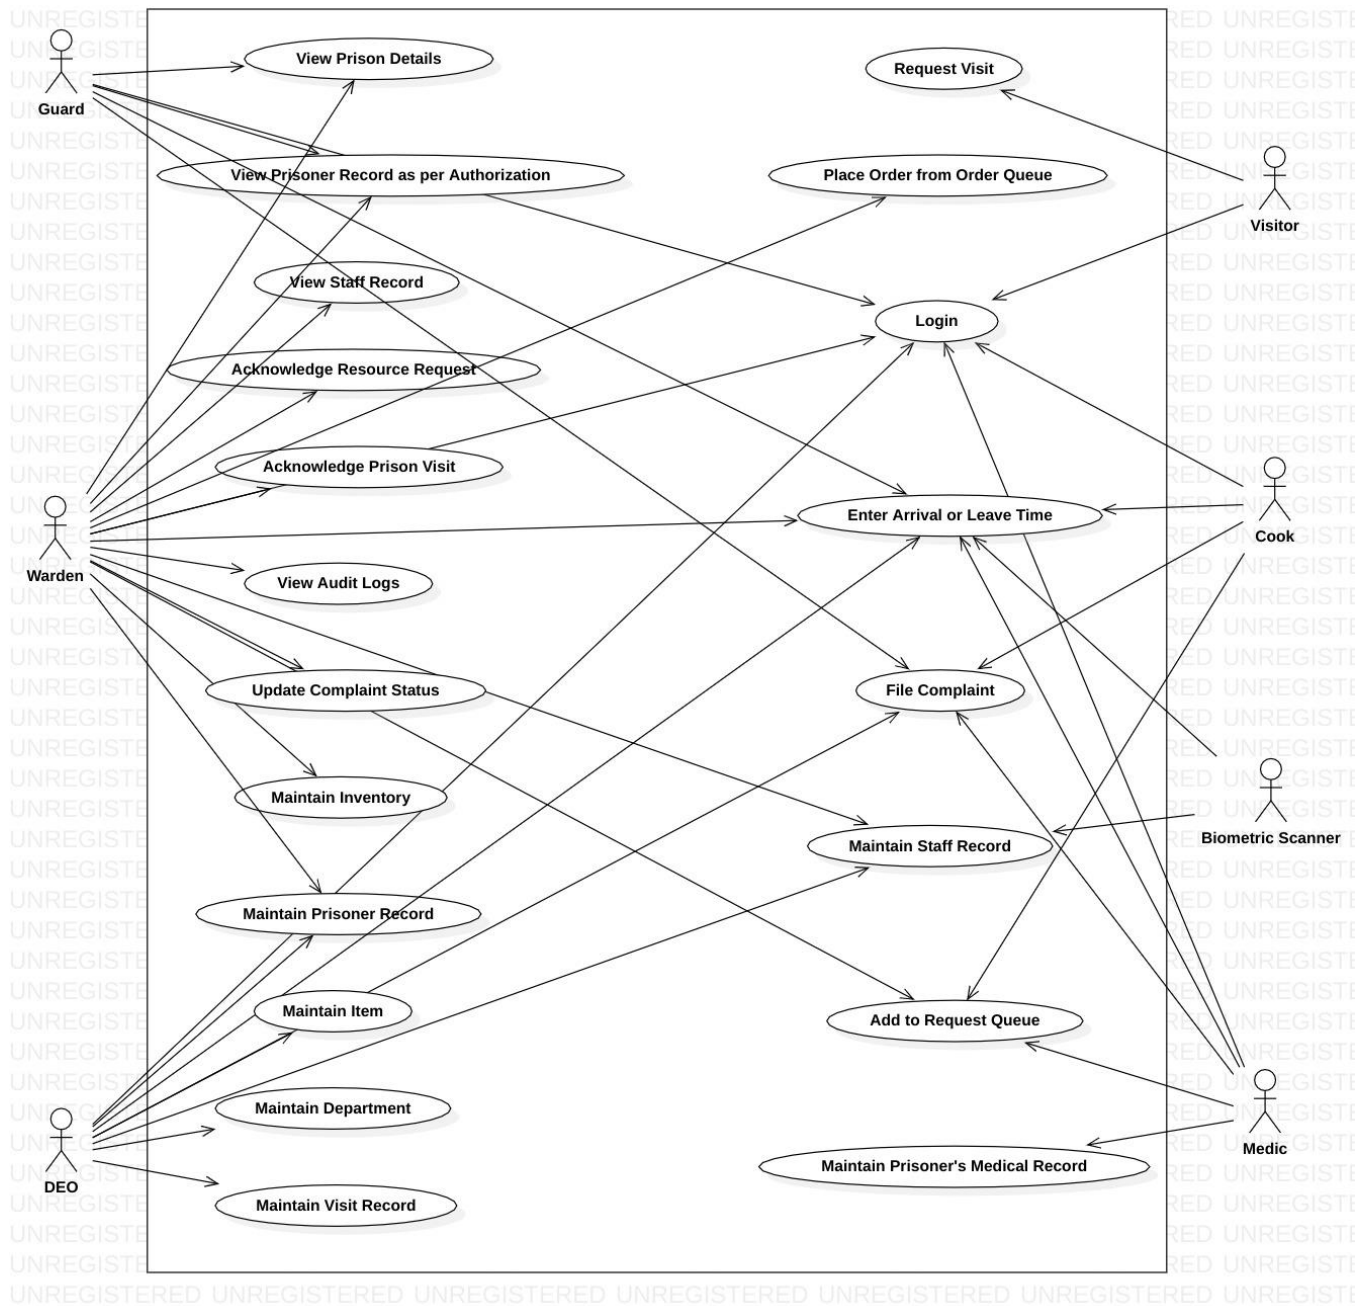 Guard
View Prison Details
Request Visit
View Prisoner Record as per Authorization
Place Order from Order Queue
Visitor
View Staff Record
Login
Acknowledge Resource Request
Acknowledge Prison Visit
Enter Arrival or Leave Time
Cook
Warden
View Audit Logs
Update Complaint Status
File Complaint
Maintain Inventory
Maintain Staff Record
Biometric Scanner
Maintain Prisoner Record
Maintain Item
Add to Request Queue
Maintain Department
Medic
Maintain Prisoner's Medical Record
DEO
Maintain Visit Record
UNREGISTERED UNREGISTERED UNREGISTERED UNREGISTERED UNREGISTERED UNREGISTERED UNREGISTE